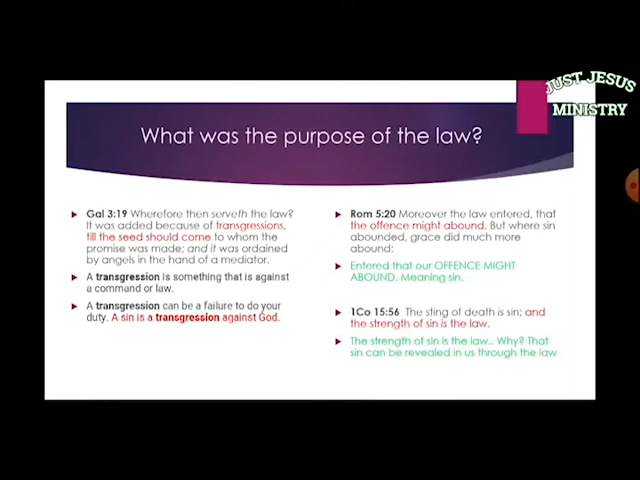 JUST JESUS
MINISTRY
What was the purpose of the law?
Gal 3:19 Wherefore then serveth the law?
It was added because of transgressions,
till the seed should come to whom the
promise was made; and it was ordained
by angels in the hand of a mediator.
A transgression is something that is against
a command or law.
A transgression can be a failure to do your
duty. A sin is a transgression against God.
Rom 5:20 Moreover the law entered, that
the offence might abound. But where sin
abounded, grace did much more
abound:
Entered that our OFFENCE MIGHT
ABOUND. Meaning sin.
1Co 15:56 The sting of death is sin; and
the strength of sin is the law.
The strength of sin is the law.. Why? That
sin can be revealed in us through the law